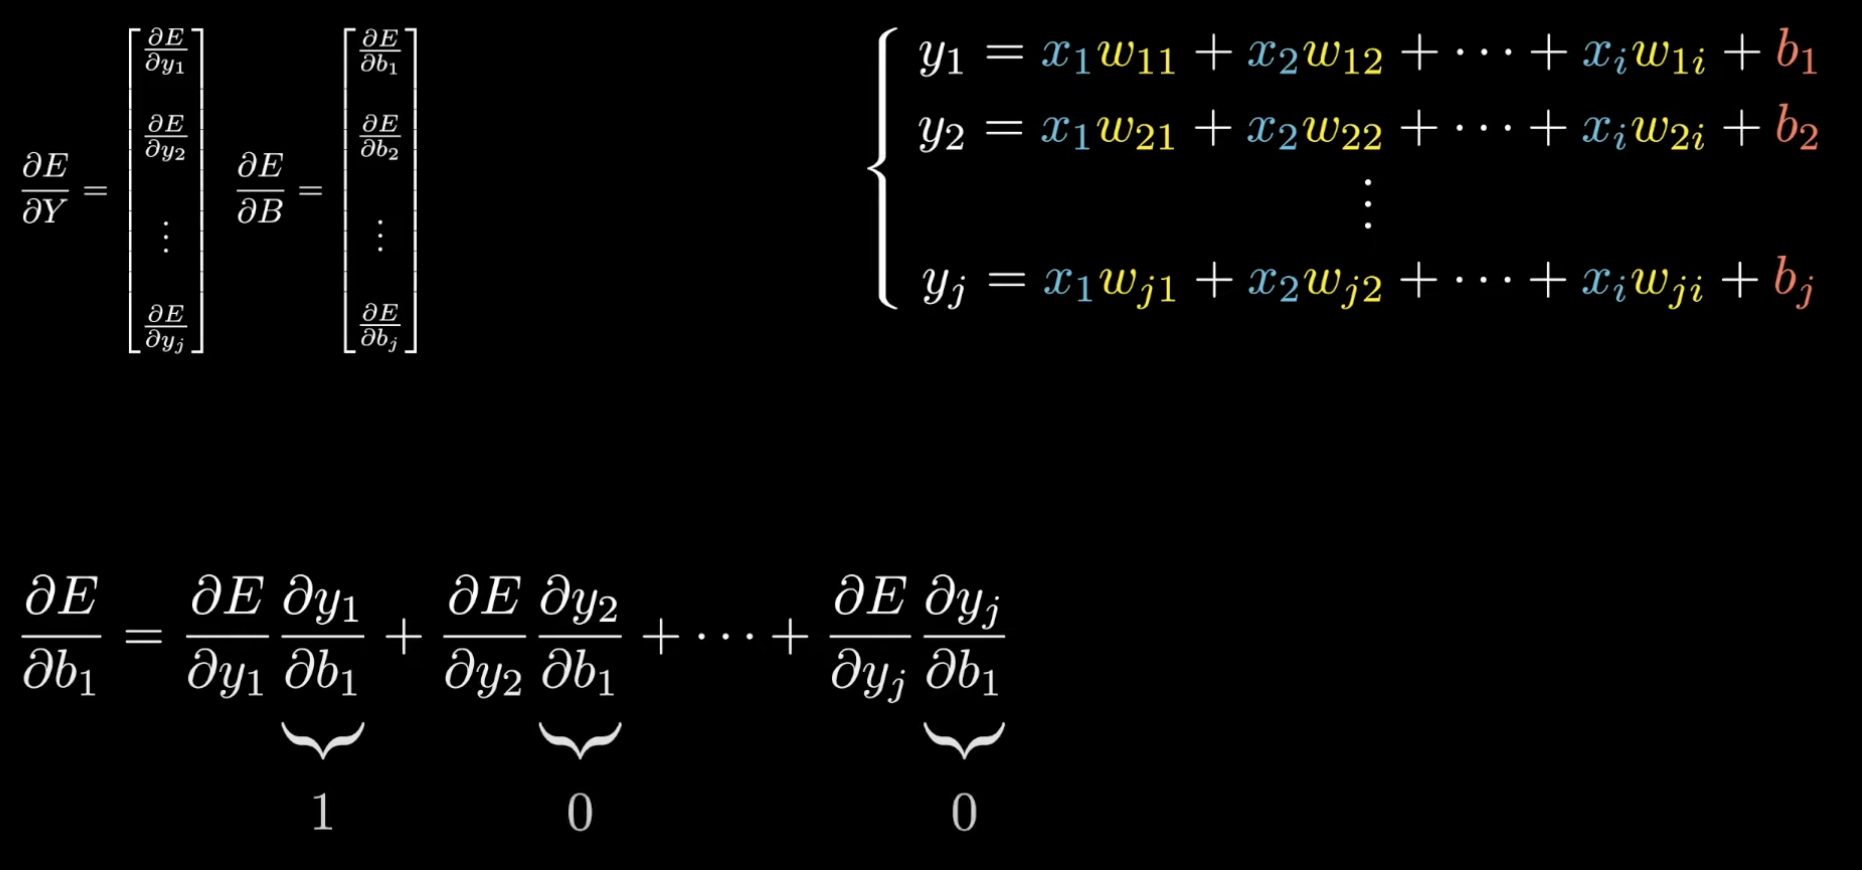 ∂E/∂Y = [∂E/∂y₁ ∂E/∂y₂ ⋮ ∂E/∂yⱼ] ∂E/∂B = [∂E/∂b₁ ∂E/∂b₂ ⋮ ∂E/∂bⱼ]
y₁ = x₁w₁₁ + x₂w₁₂ + ⋯ + xᵢw₁ᵢ + b₁
y₂ = x₁w₂₁ + x₂w₂₂ + ⋯ + xᵢw₂ᵢ + b₂
⋮
yⱼ = x₁wⱼ₁ + x₂wⱼ₂ + ⋯ + xᵢwⱼᵢ + bⱼ
∂E/∂b₁ = ∂E/∂y₁ ∂y₁/∂b₁ + ∂E/∂y₂ ∂y₂/∂b₁ + ⋯ + ∂E/∂yⱼ ∂yⱼ/∂b₁
1 0 0